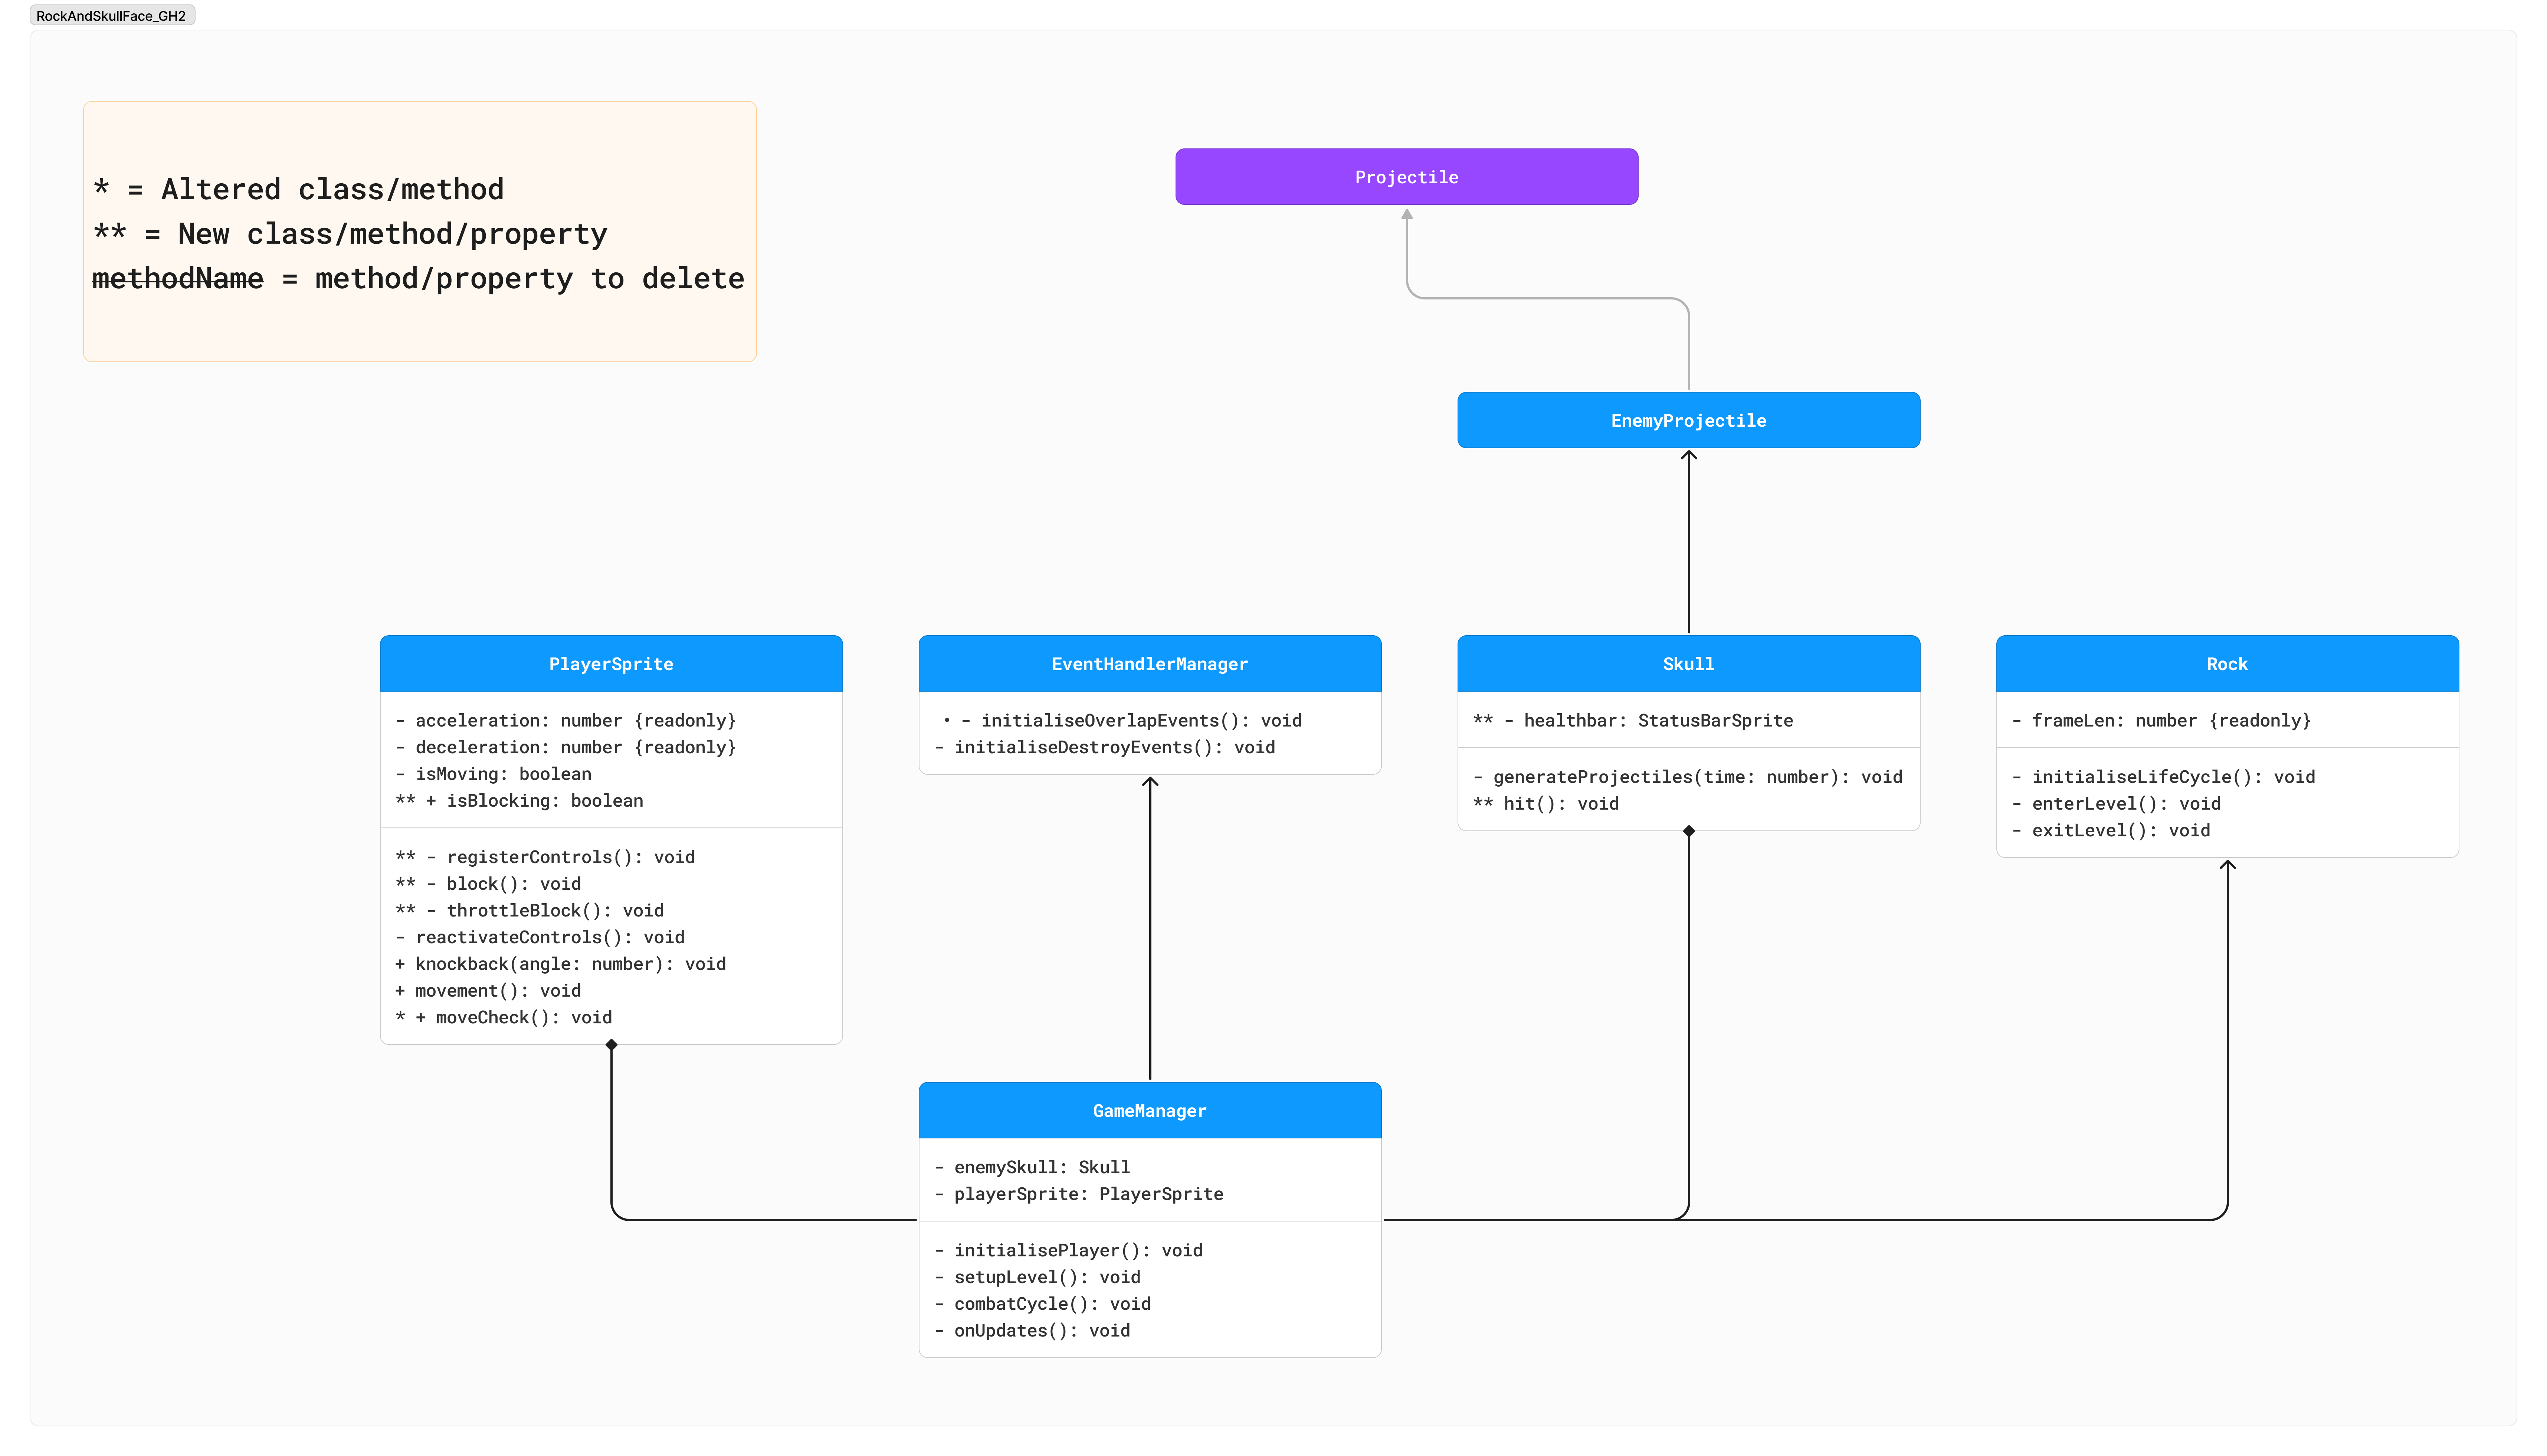 RockAndSkullFace_GH2
* = Altered class/method
** = New class/method/property
methodName = method/property to delete
Projectile
EnemyProjectile
PlayerSprite
- acceleration: number {readonly}
- deceleration: number {readonly}
- isMoving: boolean
** + isBlocking: boolean
** - registerControls(): void
** - block(): void
** - throttleBlock(): void
- reactivateControls(): void
+ knockback(angle: number): void
+ movement(): void
* + moveCheck(): void
EventHandlerManager
• - initialiseOverlapEvents(): void
- initialiseDestroyEvents(): void
Skull
** - healthbar: StatusBarSprite
- generateProjectiles(time: number): void
** hit(): void
Rock
- frameLen: number {readonly}
- initialiseLifeCycle(): void
- enterLevel(): void
- exitLevel(): void
GameManager
- enemySkull: Skull
- playerSprite: PlayerSprite
- initialisePlayer(): void
- setupLevel(): void
- combatCycle(): void
- onUpdates(): void